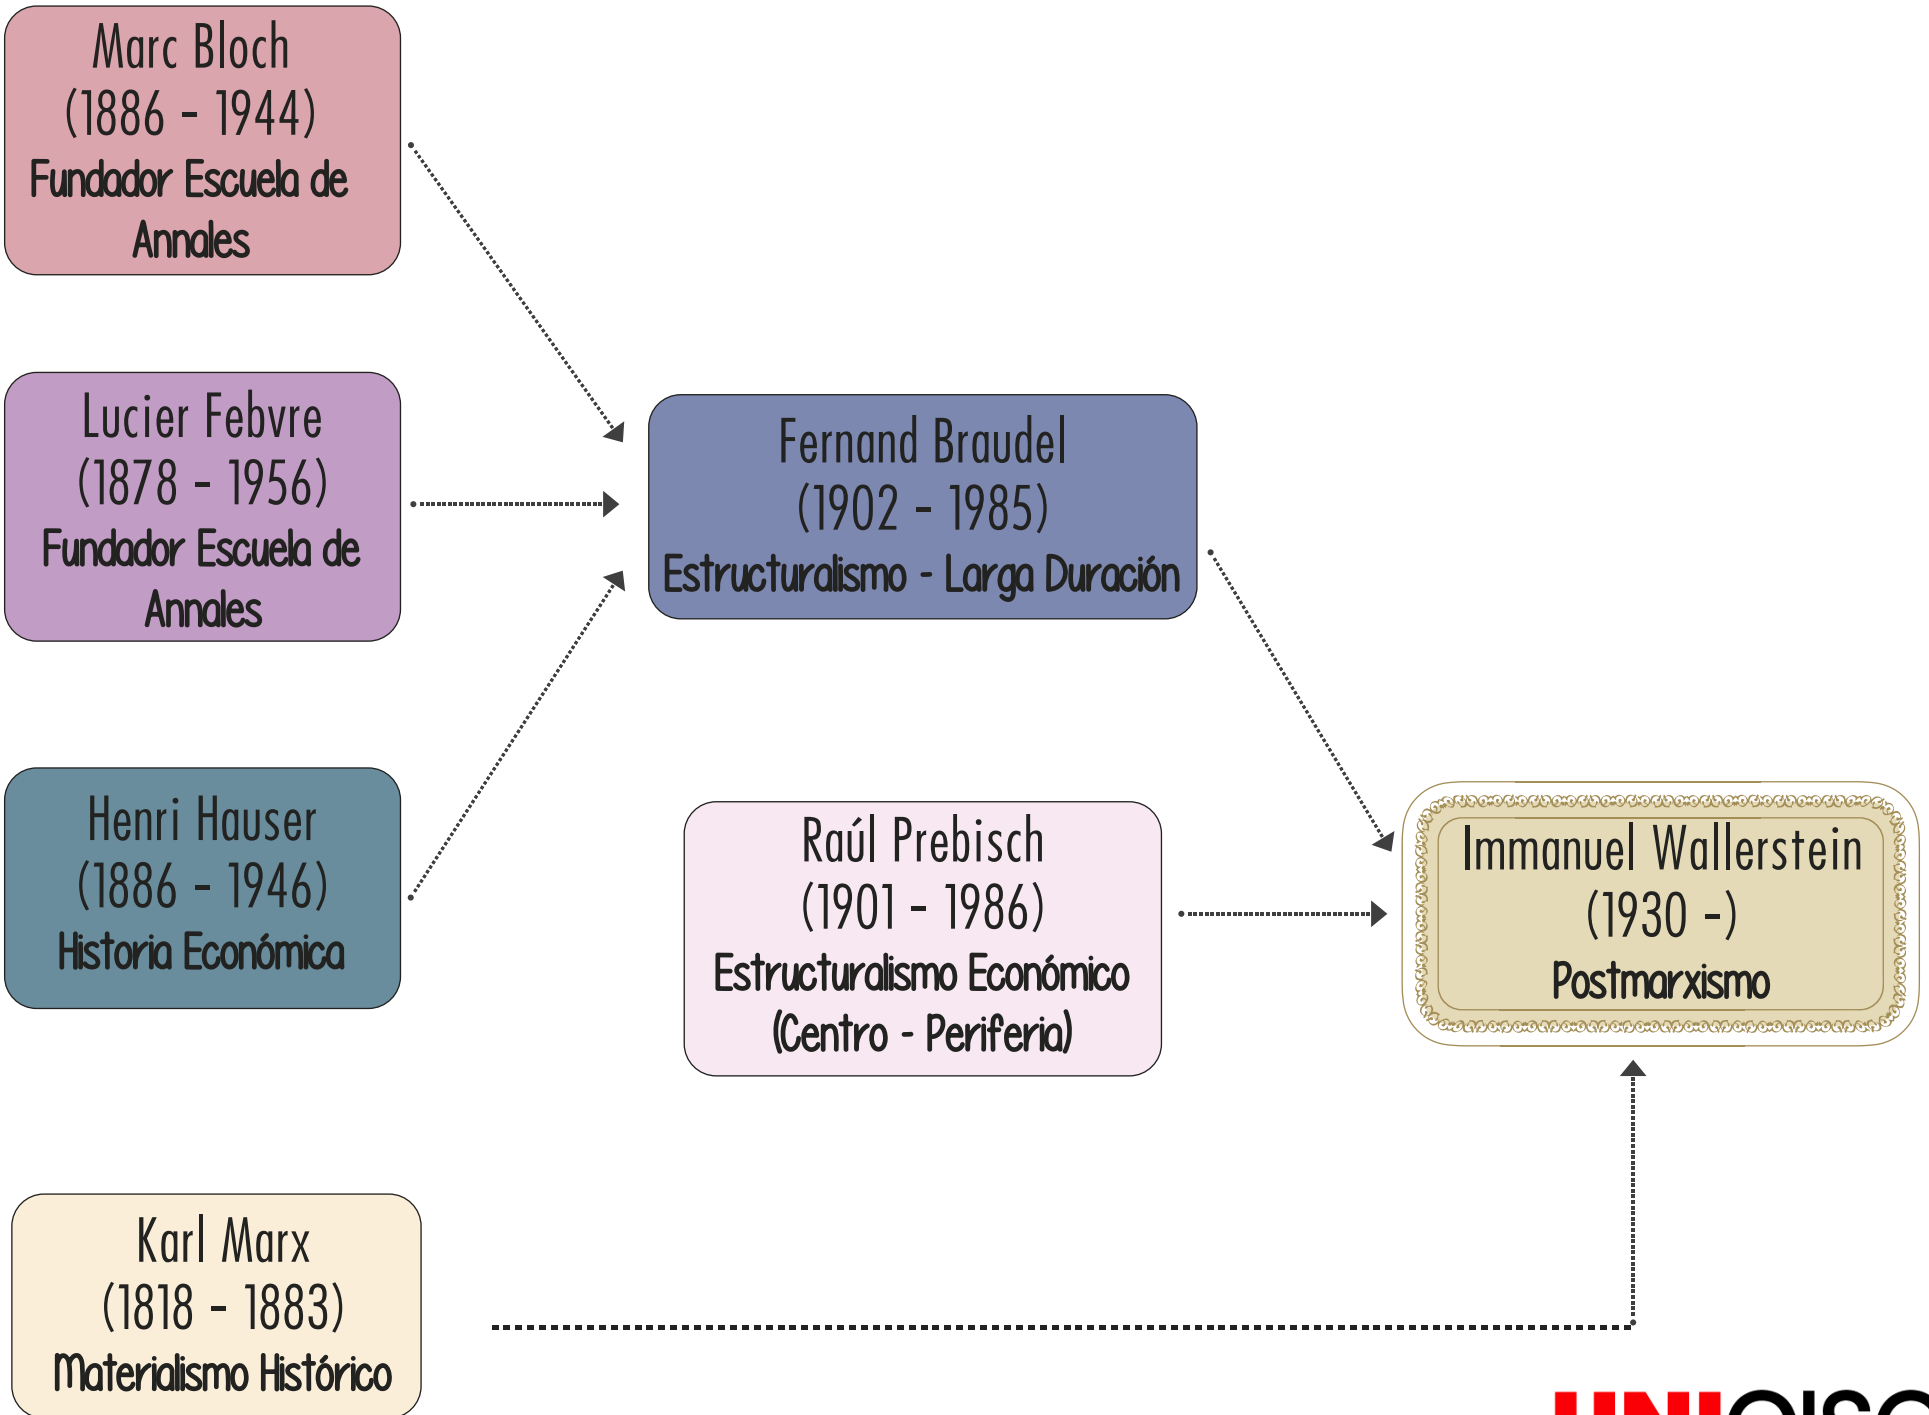 Marc Bloch
(1886 - 1944)
Fundador Escuela de
Annales
Lucier Febvre
(1878 - 1956)
Fundador Escuela de
Annales
Henri Hauser
(1886 - 1946)
Historia Económica
Karl Marx
(1818 - 1883)
Materialismo Histórico
Fernand Braudel
(1902 - 1985)
Estructuralismo - Larga Duración
Raúl Prebisch
(1901 - 1986)
Estructuralismo Económico
(Centro - Periferia)
Immanuel Wallerstein
(1930 -)
Postmarxismo